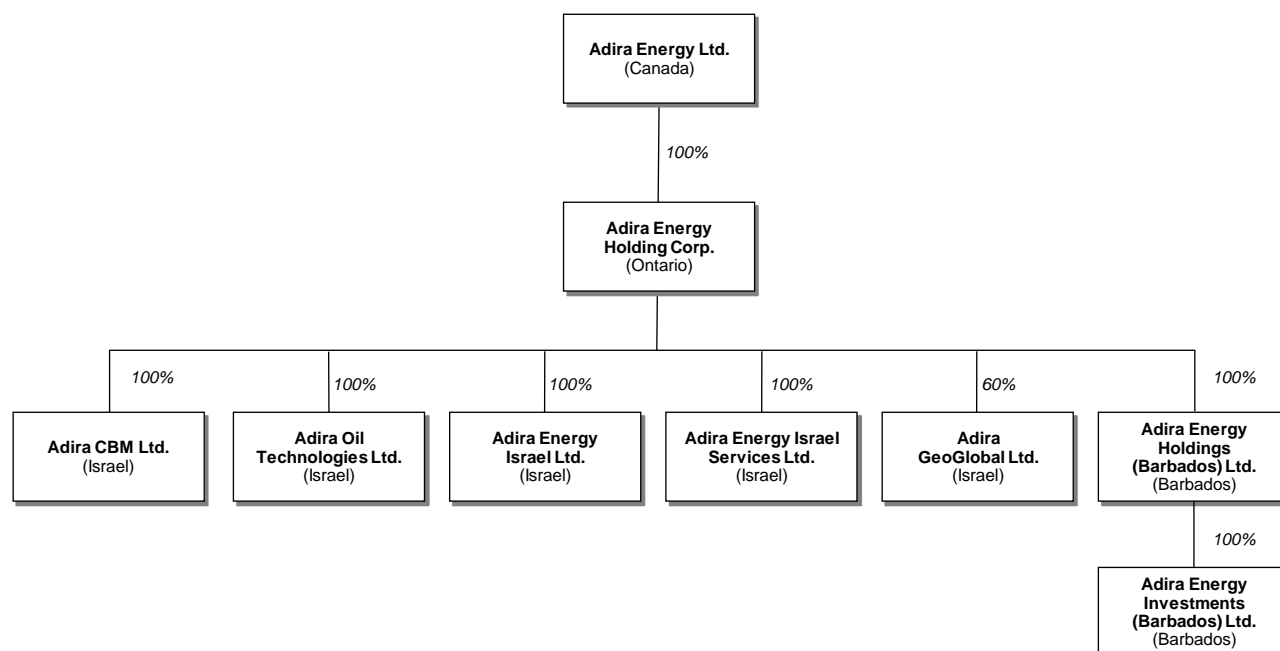 Adira Energy Ltd.
(Canada)
100%
Adira Energy
Holding Corp.
(Ontario)
100%
100%
100%
100%
60%
100%
Adira CBM Ltd.
(Israel)
Adira Oil
Technologies Ltd.
(Israel)
Adira Energy
Israel Ltd.
(Israel)
Adira Energy Israel
Services Ltd.
(Israel)
Adira
GeoGlobal Ltd.
(Israel)
Adira Energy
Holdings
(Barbados) Ltd.
(Barbados)
100%
Adira Energy
Investments
(Barbados) Ltd.
(Barbados)